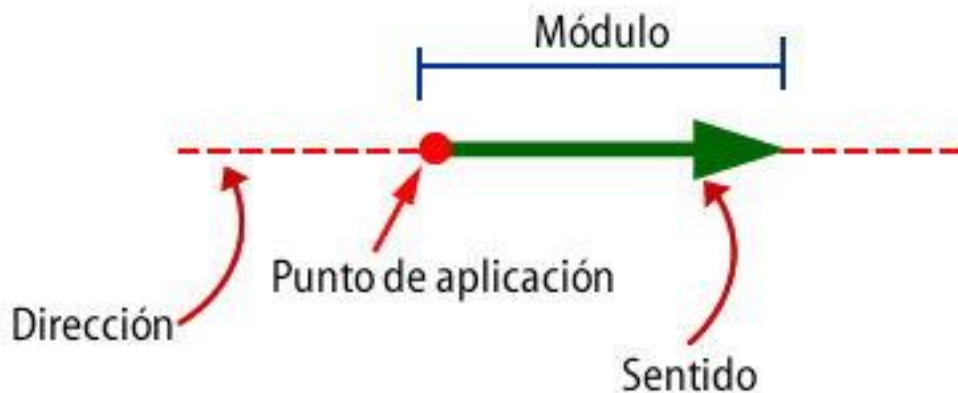 Módulo
Punto de aplicación
Dirección
Sentido